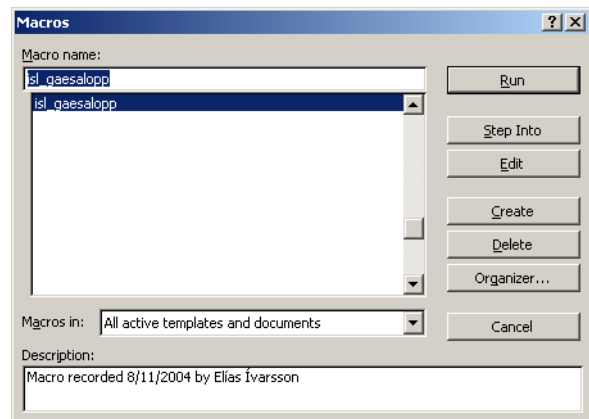 Macros
Macro name:
isl_gaesalopp
isl_gaesalopp
Run
Step Into
Edit
Create
Delete
Organizer...
Macros in: All active templates and documents
Cancel
Description:
Macro recorded 8/11/2004 by Elías Ívarsson